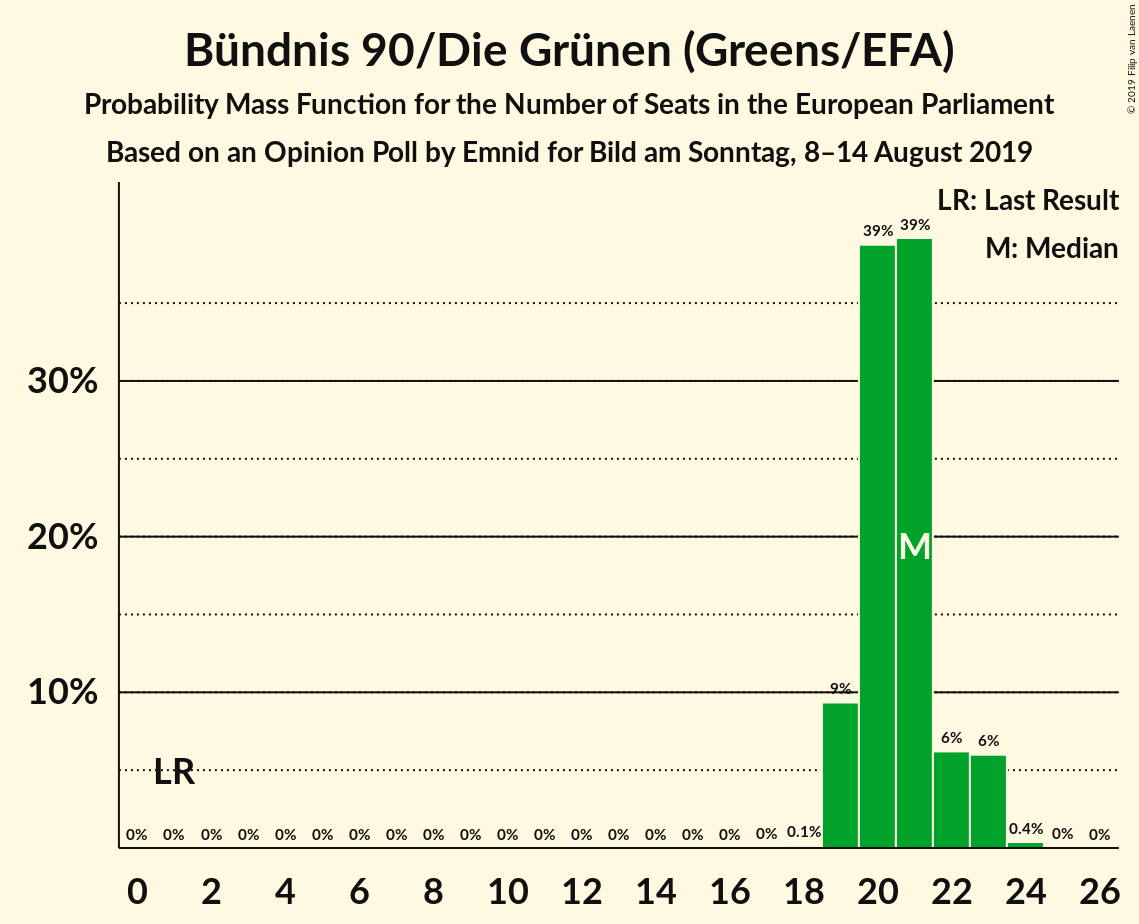 Bündnis 90/Die Grünen (Greens/EFA)
Probability Mass Function for the Number of Seats in the European Parliament
Based on an Opinion Poll by Emnid for Bild am Sonntag, 8–14 August 2019
© 2019 Filip van Laenen
LR: Last Result
M: Median
39% 39%
30%
20%
M
10%
9%
6% 6%
LR
0% 0% 0% 0% 0% 0% 0% 0% 0% 0% 0% 0% 0% 0% 0% 0% 0% 0% 0.1% 0.4% 0% 0%
0 2 4 6 8 10 12 14 16 18 20 22 24 26